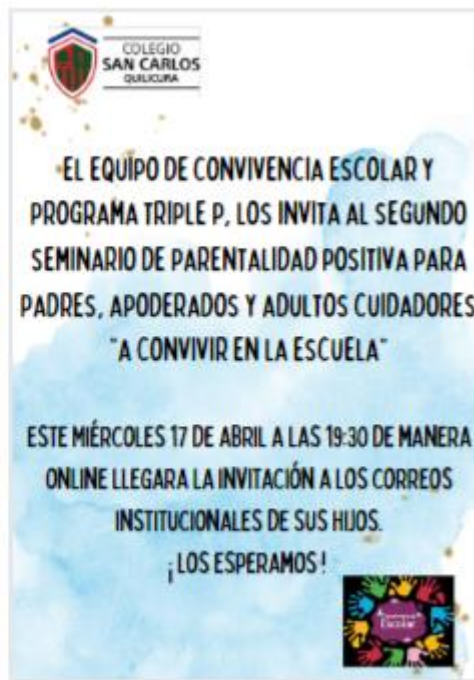 COLEGIO
SAN CARLOS
QUILICURA
EL EQUIPO DE CONVIVENCIA ESCOLAR Y
PROGRAMA TRIPLE P, LOS INVITA AL SEGUNDO
SEMINARIO DE PARENTALIDAD POSITIVA PARA
PADRES, APODERADOS Y ADULTOS CUIDADORES
"A CONVIVIR EN LA ESCUELA"
ESTE MIÉRCOLES 17 DE ABRIL A LAS 19:30 DE MANERA
ONLINE LLEGARA LA INVITACIÓN A LOS CORREOS
INSTITUCIONALES DE SUS HIJOS.
¡LOS ESPERAMOS!
Escolar